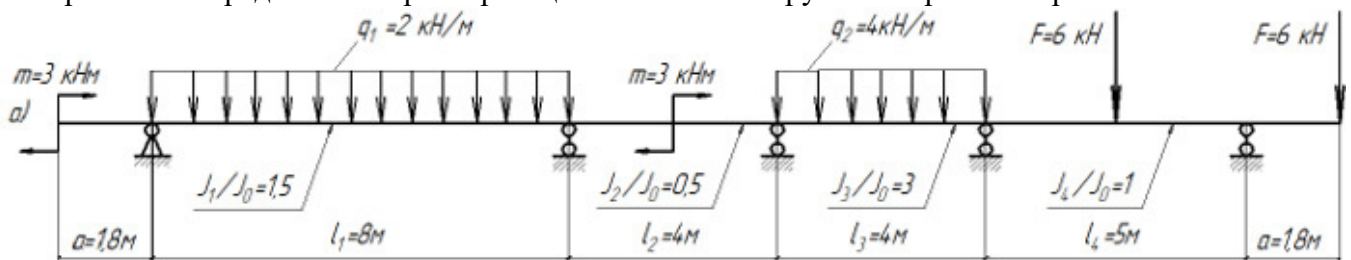 q₁ =2 кН/м
q₂ =4кН/м
F=6 кН
F=6 кН
m=3 кНм
m=3 кНм
а)
J₁/J₀=1,5
J₂/J₀=0,5
J₃/J₀=3
J₄/J₀=1
a=1,8м
l₁=8м
l₂=4м
l₃=4м
l₄=5м
a=1,8м